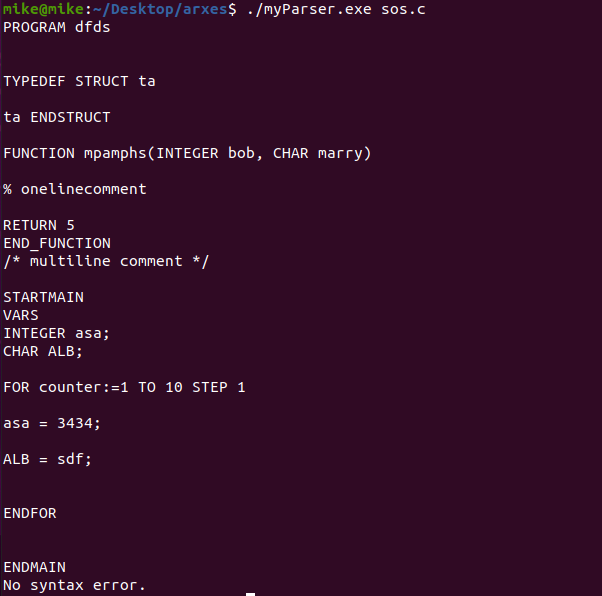 mike@mike:~/Desktop/arxes$ ./myParser.exe sos.c
PROGRAM dfds
TYPEDEF STRUCT ta
ta ENDSTRUCT
FUNCTION mpamphs(INTEGER bob, CHAR marry)
% onelinecomment
RETURN 5
END_FUNCTION
/* multiline comment */
STARTMAIN
VARS
INTEGER asa;
CHAR ALB;
FOR counter:=1 TO 10 STEP 1
asa = 3434;
ALB = sdf;
ENDFOR
ENDMAIN
No syntax error.